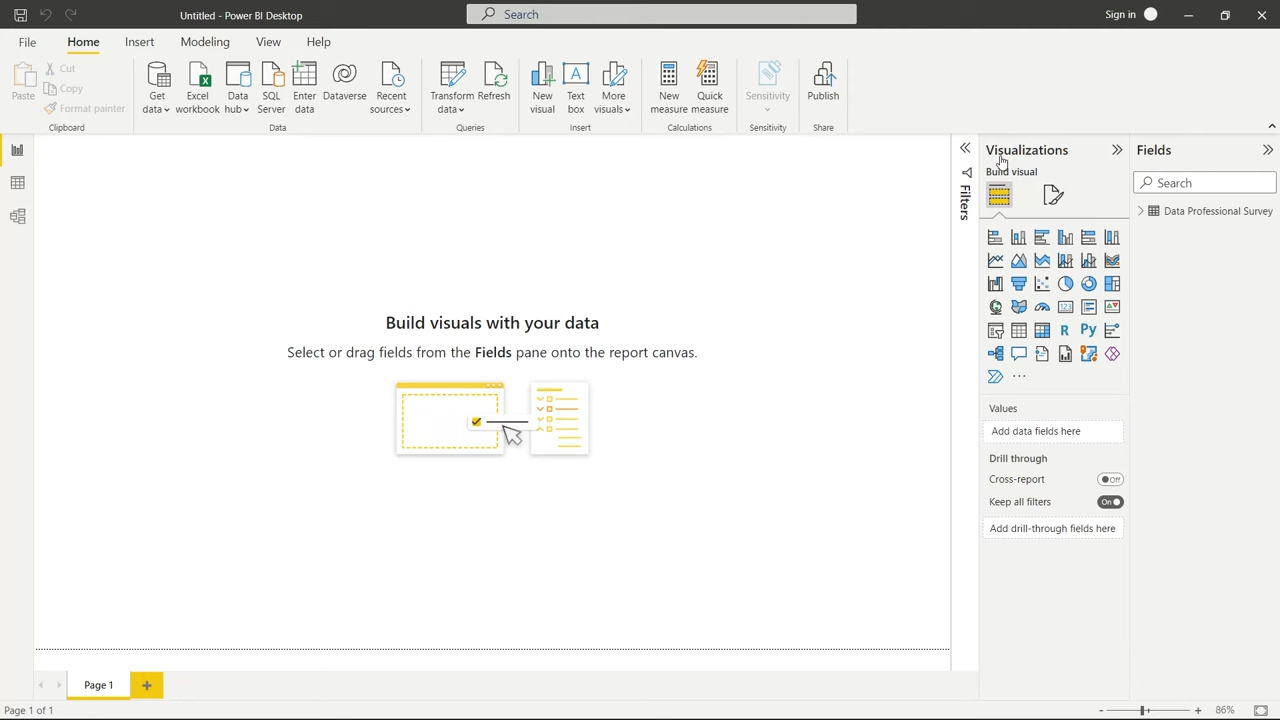 Untitled - Power BI Desktop
Search
Sign in
File Home Insert Modeling View Help
Paste
Cut
Copy
Format painter
Clipboard
Get data
Excel workbook
Data hub
SQL Server
Enter data
Dataverse
Recent sources
Data
Transform data
Refresh
Queries
New visual
Text box
More visuals
Insert
New measure
Quick measure
Calculations
Sensitivity
Sensitivity
Publish
Share
Filters
Visualizations
Build visual
123
R
Py
Values
Add data fields here
Drill through
Cross-report
Off
Keep all filters
On
Add drill-through fields here
Fields
Search
Data Professional Survey
Build visuals with your data
Select or drag fields from the Fields pane onto the report canvas.
Page 1
Page 1 of 1
86%